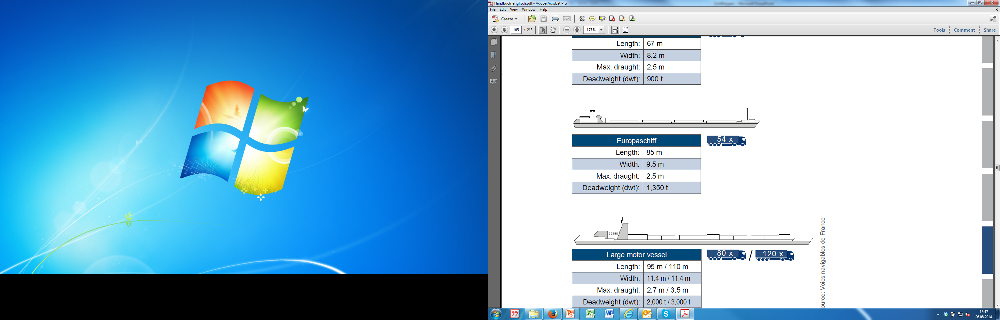 Handbuch_englisch.pdf - Adobe Acrobat Pro
File Edit View Window Help
Create
105 / 218
177%
Tools Comment Share
Length: 67 m
Width: 8.2 m
Max. draught: 2.5 m
Deadweight (dwt): 900 t
Europaschiff
54 x
Length: 85 m
Width: 9.5 m
Max. draught: 2.5 m
Deadweight (dwt): 1,350 t
Large motor vessel
80 x / 120 x
Length: 95 m / 110 m
Width: 11.4 m / 11.4 m
Max. draught: 2.7 m / 3.5 m
Deadweight (dwt): 2,000 t / 3,000 t
ource: Voies navigables de France
13:47
06.08.2014